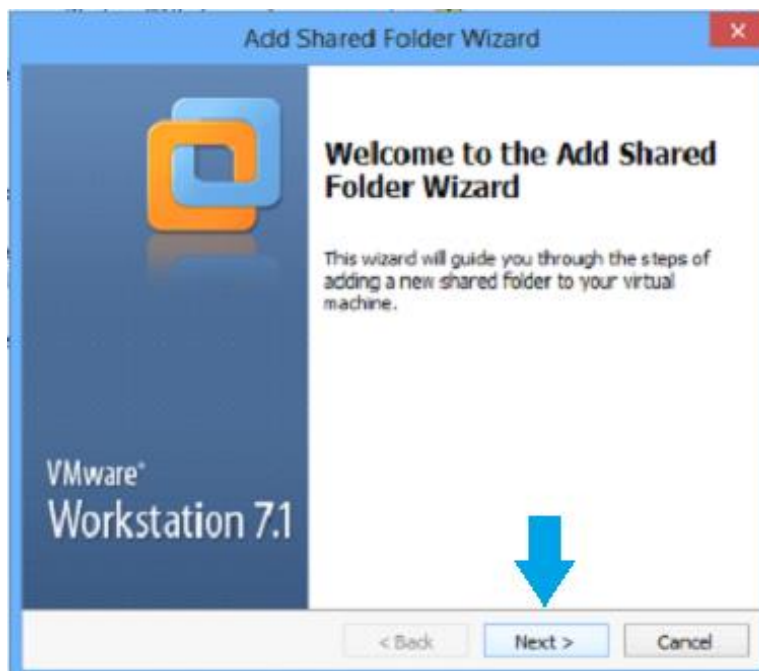 Add Shared Folder Wizard
Welcome to the Add Shared
Folder Wizard
This wizard will guide you through the steps of
adding a new shared folder to your virtual
machine.
VMware®
Workstation 7.1
< Back
Next >
Cancel